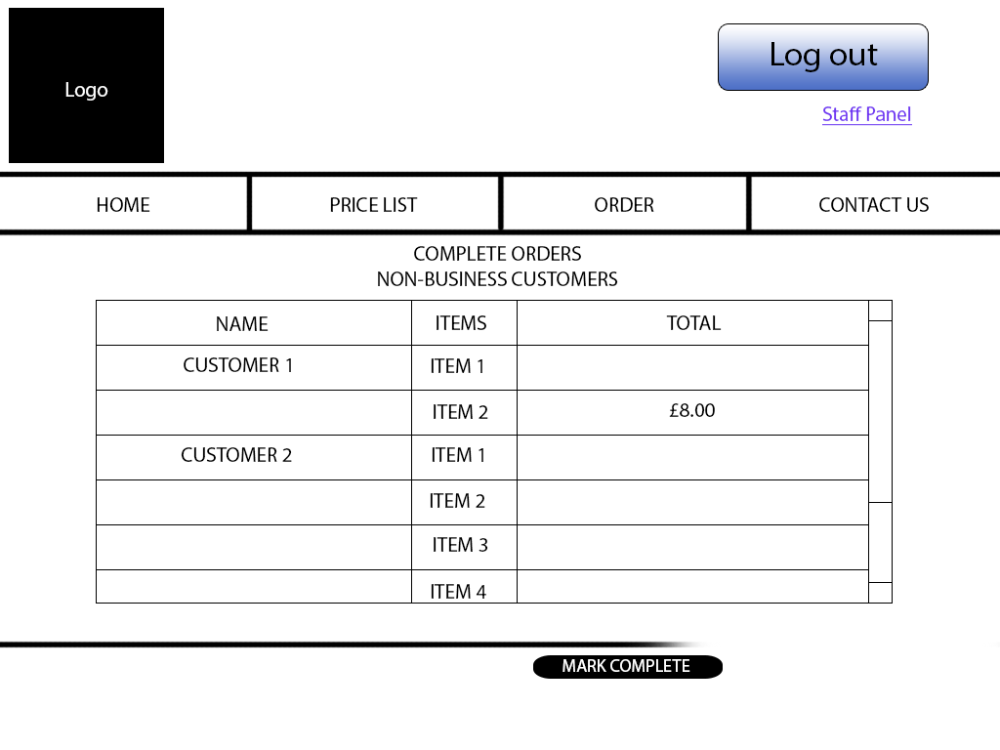 Logo
Log out
Staff Panel
HOME PRICE LIST ORDER CONTACT US
COMPLETE ORDERS
NON-BUSINESS CUSTOMERS
NAME ITEMS TOTAL
CUSTOMER 1 ITEM 1
ITEM 2 £8.00
CUSTOMER 2 ITEM 1
ITEM 2
ITEM 3
ITEM 4
MARK COMPLETE